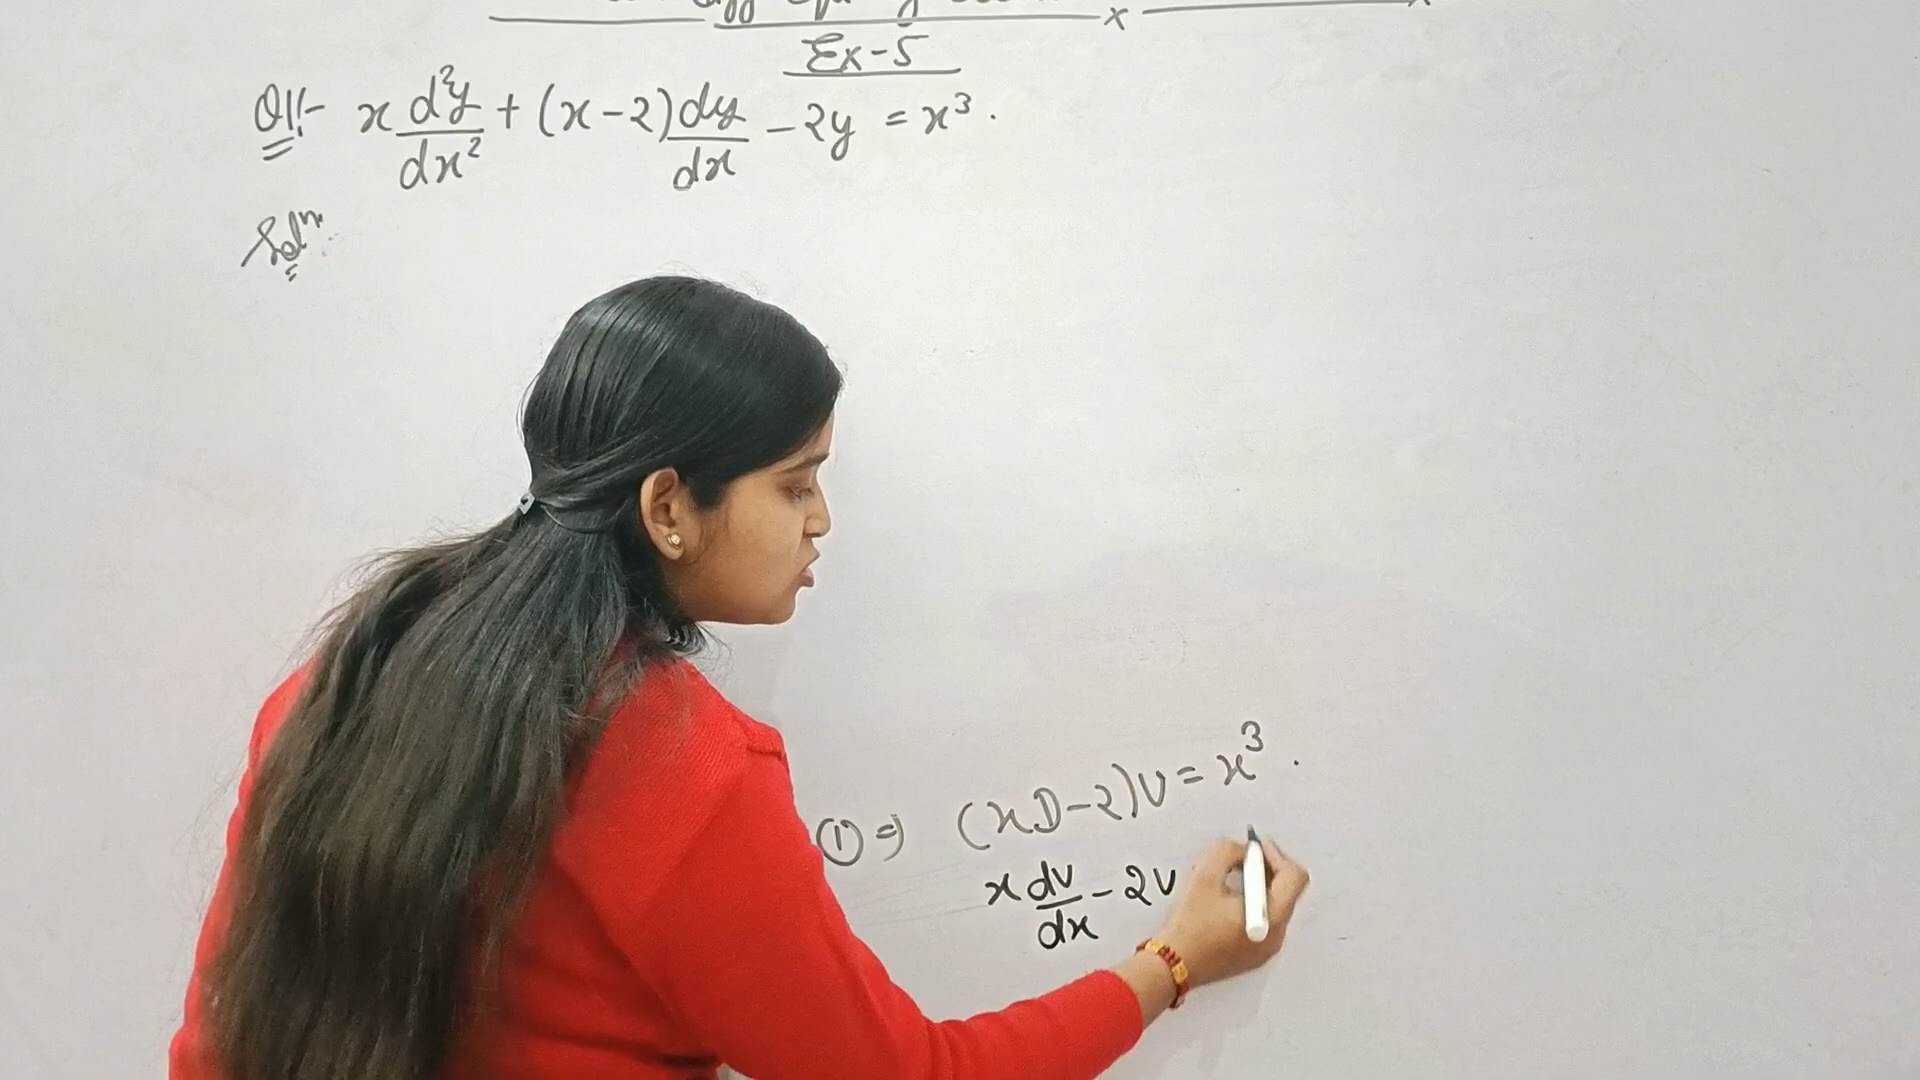 Ex-5
Q1!- x d²y/dx² + (x-2) dy/dx - 2y = x³.
Solⁿ.
① ⇒ (xD-2)v = x³.
x dv/dx - 2v